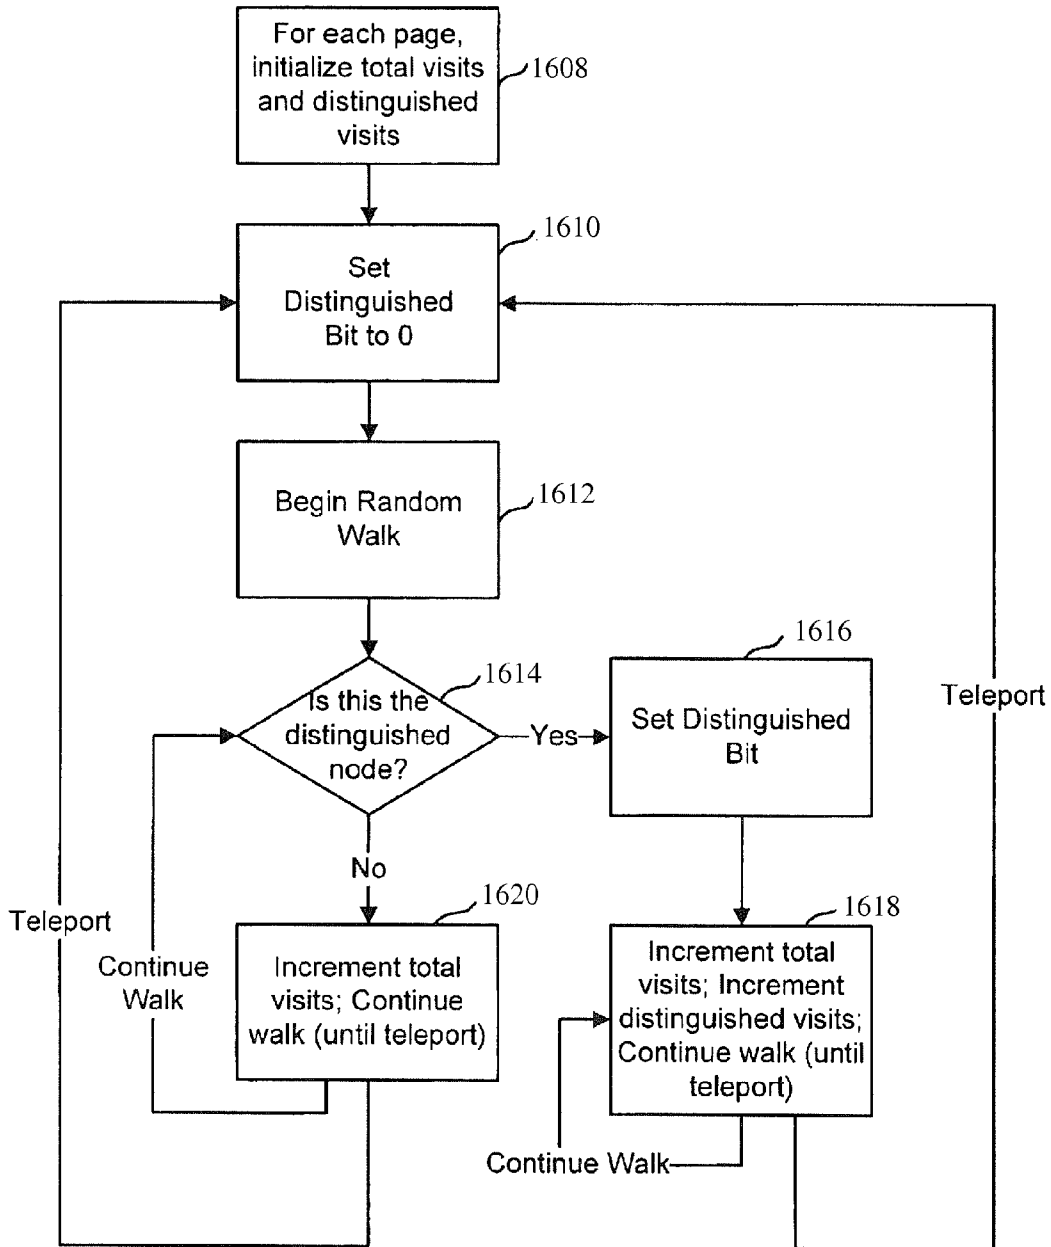 For each page,
initialize total visits
and distinguished
visits
1608
1610
Set
Distinguished
Bit to 0
1612
Begin Random
Walk
1616
1614
Is this the
distinguished
node?
Yes
Set Distinguished
Bit
Teleport
No
1620
1618
Teleport
Continue
Walk
Increment total
visits; Continue
walk (until teleport)
Increment total
visits; Increment
distinguished visits;
Continue walk (until
teleport)
Continue Walk